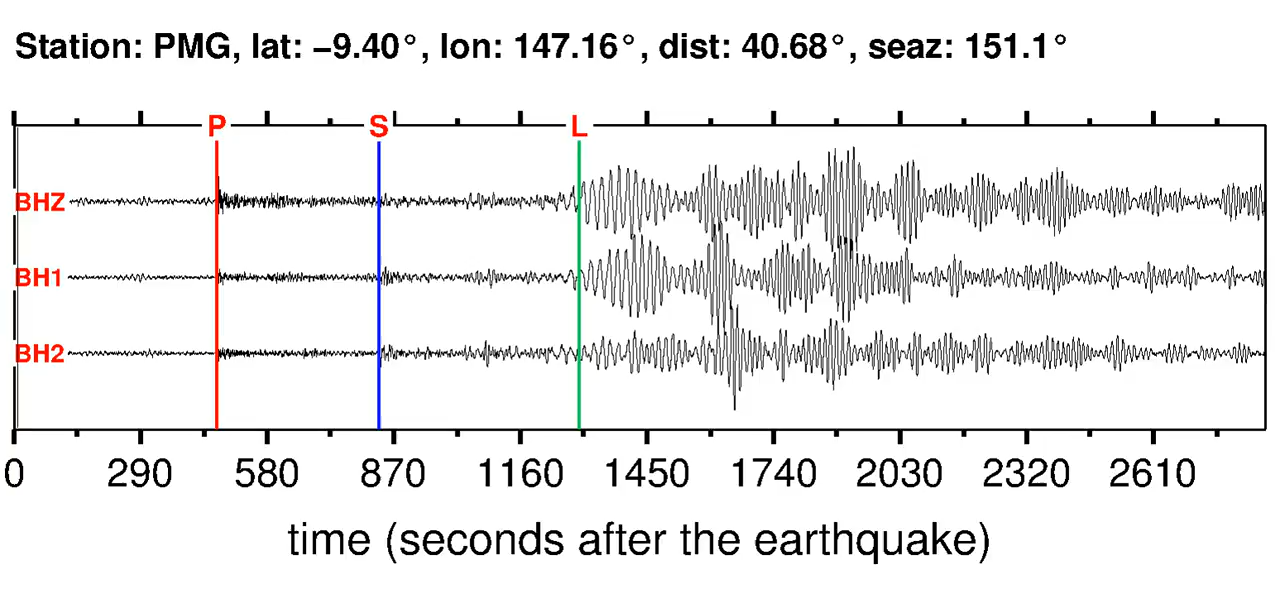 Station: PMG, lat: −9.40°, lon: 147.16°, dist: 40.68°, seaz: 151.1°
P S L
BHZ
BH1
BH2
0 290 580 870 1160 1450 1740 2030 2320 2610
time (seconds after the earthquake)